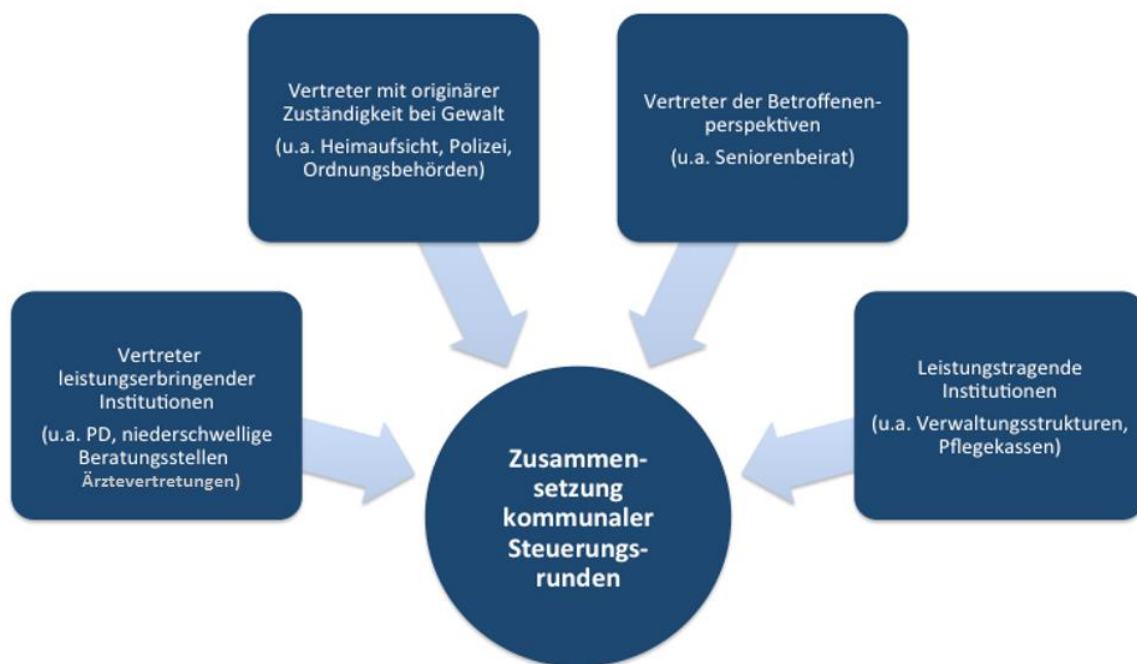 Vertreter
leistungserbringender
Institutionen
(u.a. PD, niederschwellige
Beratungsstellen
Ärztevertretungen)
Vertreter mit originärer
Zuständigkeit bei Gewalt
(u.a. Heimaufsicht, Polizei,
Ordnungsbehörden)
Vertreter der Betroffenen-
perspektiven
(u.a. Seniorenbeirat)
Leistungstragende
Institutionen
(u.a. Verwaltungsstrukturen,
Pflegekassen)
Zusammen-
setzung
kommunaler
Steuerungs-
runden